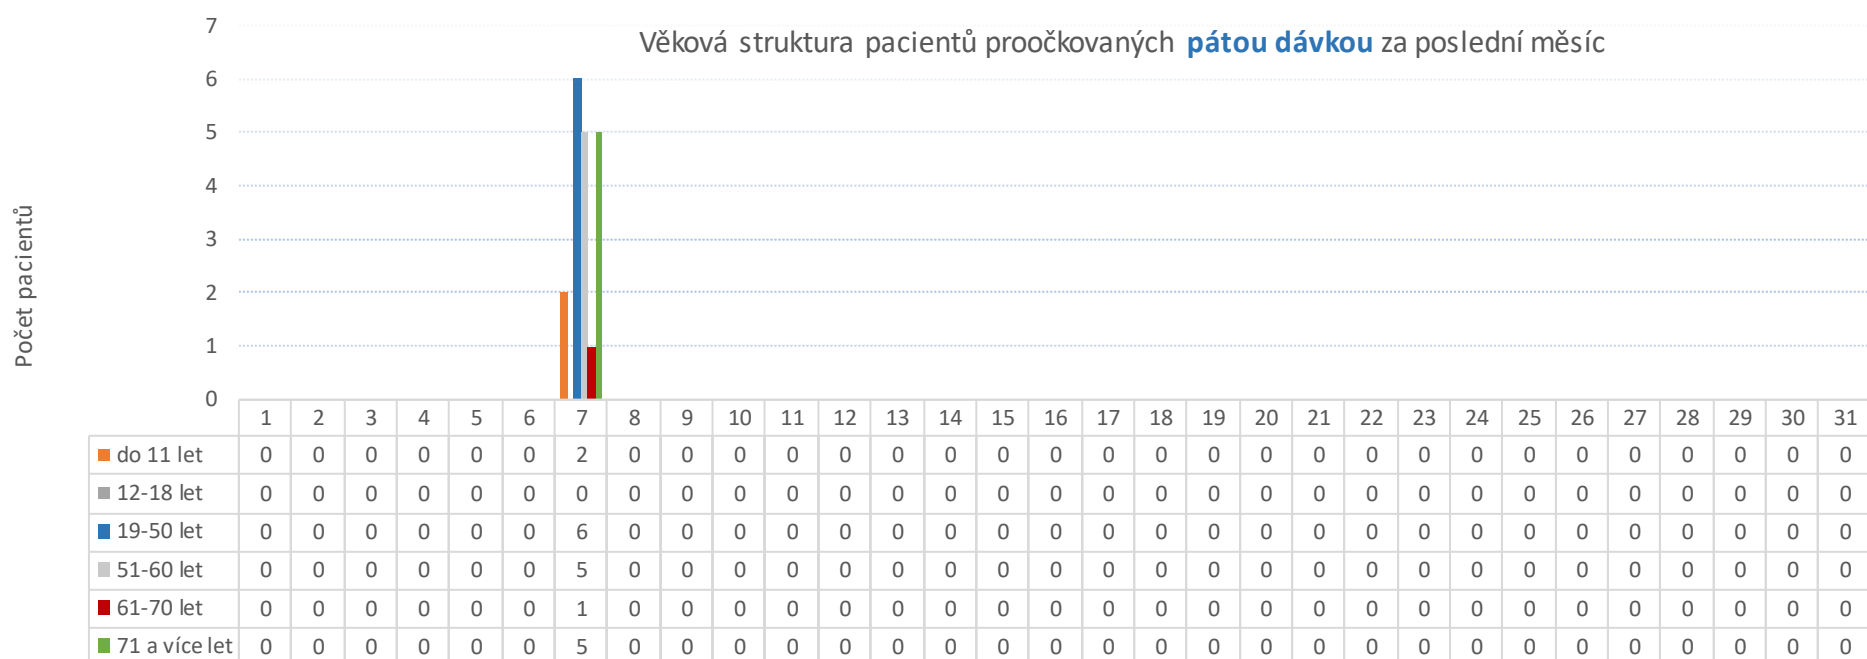 Věková struktura pacientů proočkovaných pátou dávkou za poslední měsíc
Počet pacientů
7
6
5
4
3
2
1
0
1 2 3 4 5 6 7 8 9 10 11 12 13 14 15 16 17 18 19 20 21 22 23 24 25 26 27 28 29 30 31
do 11 let 0 0 0 0 0 0 2 0 0 0 0 0 0 0 0 0 0 0 0 0 0 0 0 0 0 0 0 0 0 0 0
12-18 let 0 0 0 0 0 0 0 0 0 0 0 0 0 0 0 0 0 0 0 0 0 0 0 0 0 0 0 0 0 0 0
19-50 let 0 0 0 0 0 0 6 0 0 0 0 0 0 0 0 0 0 0 0 0 0 0 0 0 0 0 0 0 0 0 0
51-60 let 0 0 0 0 0 0 5 0 0 0 0 0 0 0 0 0 0 0 0 0 0 0 0 0 0 0 0 0 0 0 0
61-70 let 0 0 0 0 0 0 1 0 0 0 0 0 0 0 0 0 0 0 0 0 0 0 0 0 0 0 0 0 0 0 0
71 a více let 0 0 0 0 0 0 5 0 0 0 0 0 0 0 0 0 0 0 0 0 0 0 0 0 0 0 0 0 0 0 0